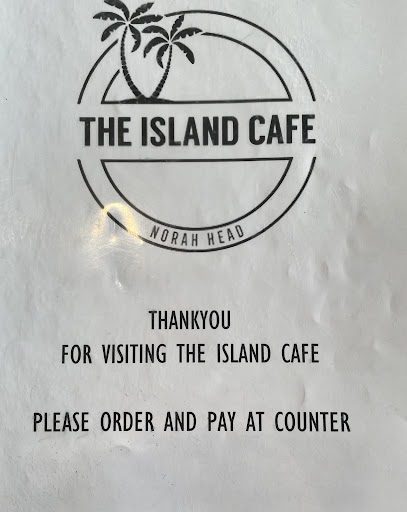 THE ISLAND CAFE
NORAH HEAD
THANKYOU
FOR VISITING THE ISLAND CAFE
PLEASE ORDER AND PAY AT COUNTER